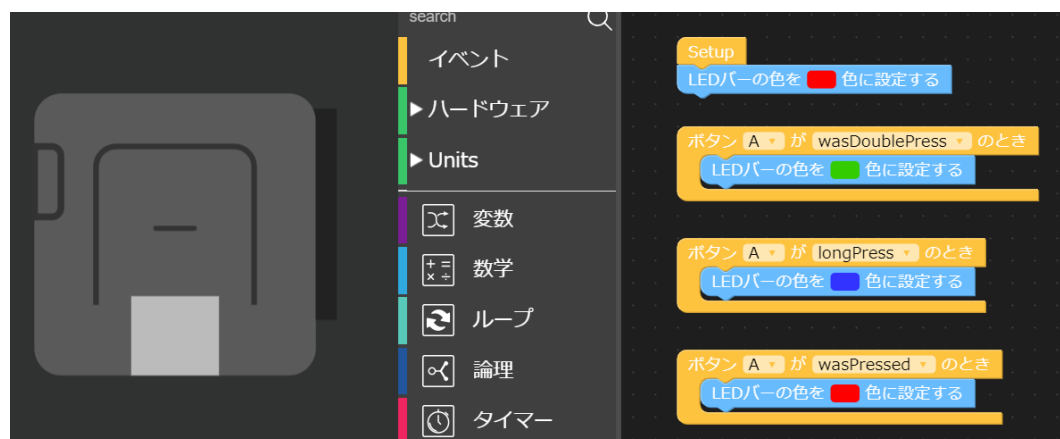 search
イベント
ハードウェア
Units
変数
数学
ループ
論理
タイマー
Setup
LEDバーの色を 色に設定する
ボタン A が wasDoublePress のとき
LEDバーの色を 色に設定する
ボタン A が longPress のとき
LEDバーの色を 色に設定する
ボタン A が wasPressed のとき
LEDバーの色を 色に設定する